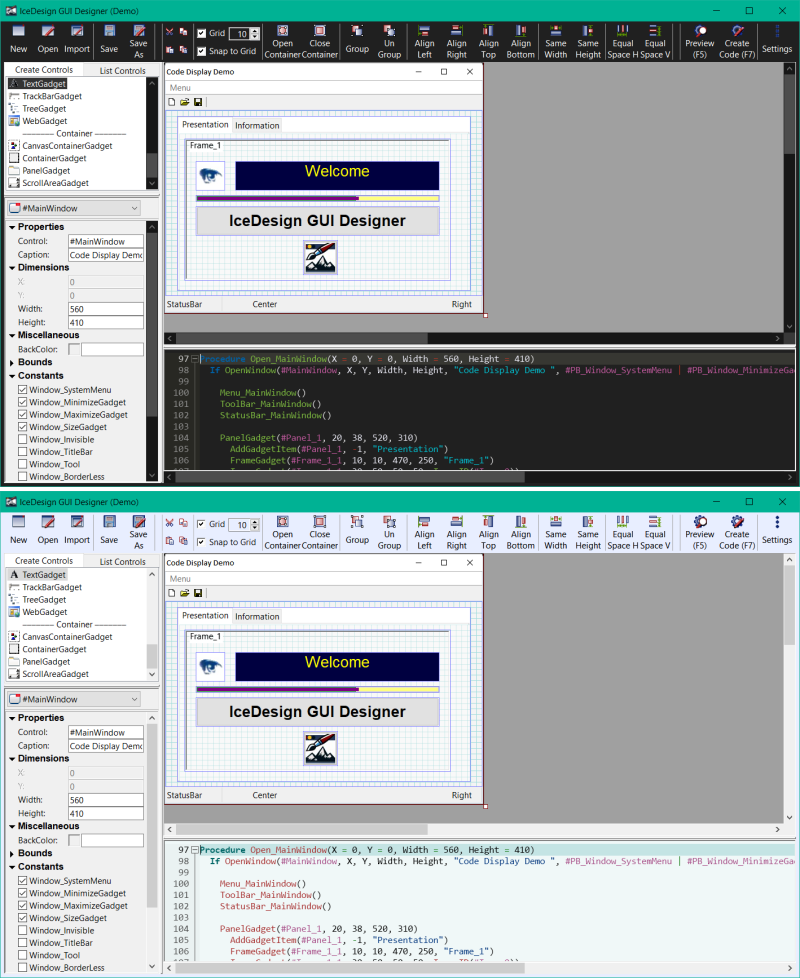 IceDesign GUI Designer (Demo)
New Open Import Save Save As Grid 10 Snap to Grid Open Container Close Container Group Un Group Align Left Align Right Align Top Align Bottom Same Width Same Height Equal Space H Equal Space V Preview (F5) Create Code (F7) Settings
Create Controls List Controls
TextGadget
TrackBarGadget
TreeGadget
WebGadget
-------- Container --------
CanvasContainerGadget
ContainerGadget
PanelGadget
ScrollAreaGadget
#MainWindow
Properties
Control: #MainWindow
Caption: Code Display Demo
Dimensions
X: 0
Y: 0
Width: 560
Height: 410
Miscellaneous
BackColor:
Bounds
Constants
Window_SystemMenu
Window_MinimizeGadget
Window_MaximizeGadget
Window_SizeGadget
Window_Invisible
Window_TitleBar
Window_Tool
Window_BorderLess
Code Display Demo
Menu
Presentation Information
Frame_1
Welcome
IceDesign GUI Designer
StatusBar Center Right
97 Procedure Open_MainWindow(X = 0, Y = 0, Width = 560, Height = 410)
98 If OpenWindow(#MainWindow, X, Y, Width, Height, "Code Display Demo ", #PB_Window_SystemMenu | #PB_Window_MinimizeGad
99
100 Menu_MainWindow()
101 ToolBar_MainWindow()
102 StatusBar_MainWindow()
103
104 PanelGadget(#Panel_1, 20, 38, 520, 310)
105 AddGadgetItem(#Panel_1, -1, "Presentation")
106 FrameGadget(#Frame_1_1, 10, 10, 470, 250, "Frame_1")
IceDesign GUI Designer (Demo)
New Open Import Save Save As Grid 10 Snap to Grid Open Container Close Container Group Un Group Align Left Align Right Align Top Align Bottom Same Width Same Height Equal Space H Equal Space V Preview (F5) Create Code (F7) Settings
Create Controls List Controls
TextGadget
TrackBarGadget
TreeGadget
WebGadget
-------- Container --------
CanvasContainerGadget
ContainerGadget
PanelGadget
ScrollAreaGadget
#MainWindow
Properties
Control: #MainWindow
Caption: Code Display Demo
Dimensions
X: 0
Y: 0
Width: 560
Height: 410
Miscellaneous
BackColor:
Bounds
Constants
Window_SystemMenu
Window_MinimizeGadget
Window_MaximizeGadget
Window_SizeGadget
Window_Invisible
Window_TitleBar
Window_Tool
Window_BorderLess
Code Display Demo
Menu
Presentation Information
Frame_1
Welcome
IceDesign GUI Designer
StatusBar Center Right
97 Procedure Open_MainWindow(X = 0, Y = 0, Width = 560, Height = 410)
98 If OpenWindow(#MainWindow, X, Y, Width, Height, "Code Display Demo ", #PB_Window_SystemMenu | #PB_Window_MinimizeGa
99
100 Menu_MainWindow()
101 ToolBar_MainWindow()
102 StatusBar_MainWindow()
103
104 PanelGadget(#Panel_1, 20, 38, 520, 310)
105 AddGadgetItem(#Panel_1, -1, "Presentation")
106 FrameGadget(#Frame_1_1, 10, 10, 470, 250, "Frame_1")